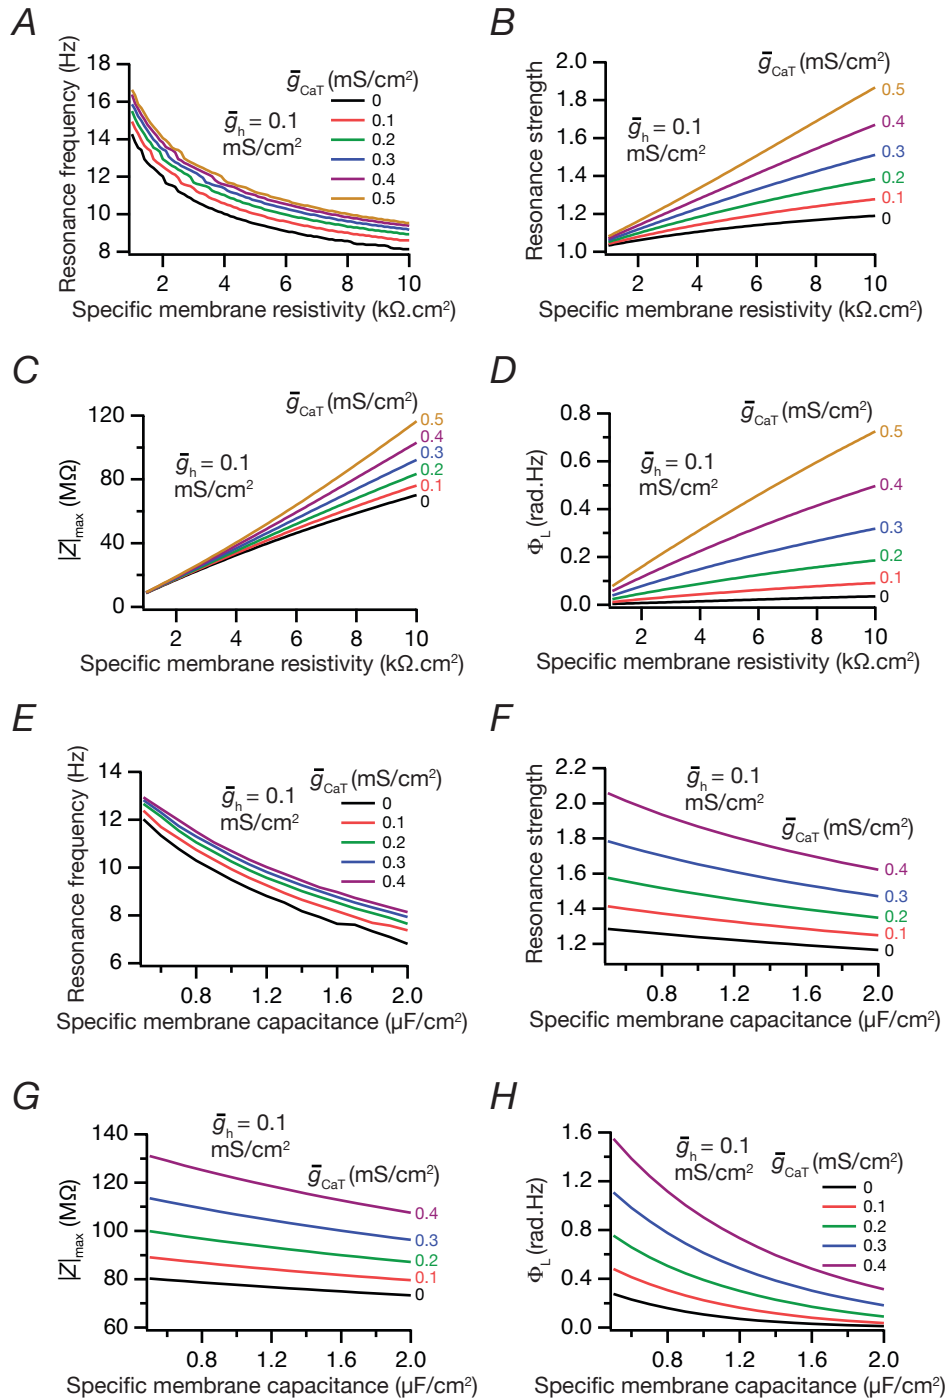 A
Resonance frequency (Hz)
18
16
14
12
10
8
2
4
6
8
10
Specific membrane resistivity (kΩ.cm²)
ḡh = 0.1
mS/cm²
ḡCaT (mS/cm²)
0
0.1
0.2
0.3
0.4
0.5
B
Resonance strength
2.0
1.8
1.6
1.4
1.2
1.0
2
4
6
8
10
Specific membrane resistivity (kΩ.cm²)
ḡh = 0.1
mS/cm²
ḡCaT (mS/cm²)
0.5
0.4
0.3
0.2
0.1
0
C
|Z|max (MΩ)
120
80
40
0
2
4
6
8
10
Specific membrane resistivity (kΩ.cm²)
ḡh = 0.1
mS/cm²
ḡCaT (mS/cm²)
0.5
0.4
0.3
0.2
0.1
0
D
ΦL (rad.Hz)
0.8
0.6
0.4
0.2
0.0
2
4
6
8
10
Specific membrane resistivity (kΩ.cm²)
ḡh = 0.1
mS/cm²
ḡCaT (mS/cm²)
0.5
0.4
0.3
0.2
0.1
0
E
Resonance frequency (Hz)
14
12
10
8
6
0.8
1.2
1.6
2.0
Specific membrane capacitance (µF/cm²)
ḡh = 0.1
mS/cm²
ḡCaT (mS/cm²)
0
0.1
0.2
0.3
0.4
F
Resonance strength
2.2
2.0
1.8
1.6
1.4
1.2
0.8
1.2
1.6
2.0
Specific membrane capacitance (µF/cm²)
ḡh = 0.1
mS/cm²
ḡCaT (mS/cm²)
0.4
0.3
0.2
0.1
0
G
|Z|max (MΩ)
140
120
100
80
60
0.8
1.2
1.6
2.0
Specific membrane capacitance (µF/cm²)
ḡh = 0.1
mS/cm²
ḡCaT (mS/cm²)
0.4
0.3
0.2
0.1
0
H
ΦL (rad.Hz)
1.6
1.2
0.8
0.4
0.0
0.8
1.2
1.6
2.0
Specific membrane capacitance (µF/cm²)
ḡh = 0.1
mS/cm²
ḡCaT (mS/cm²)
0
0.1
0.2
0.3
0.4